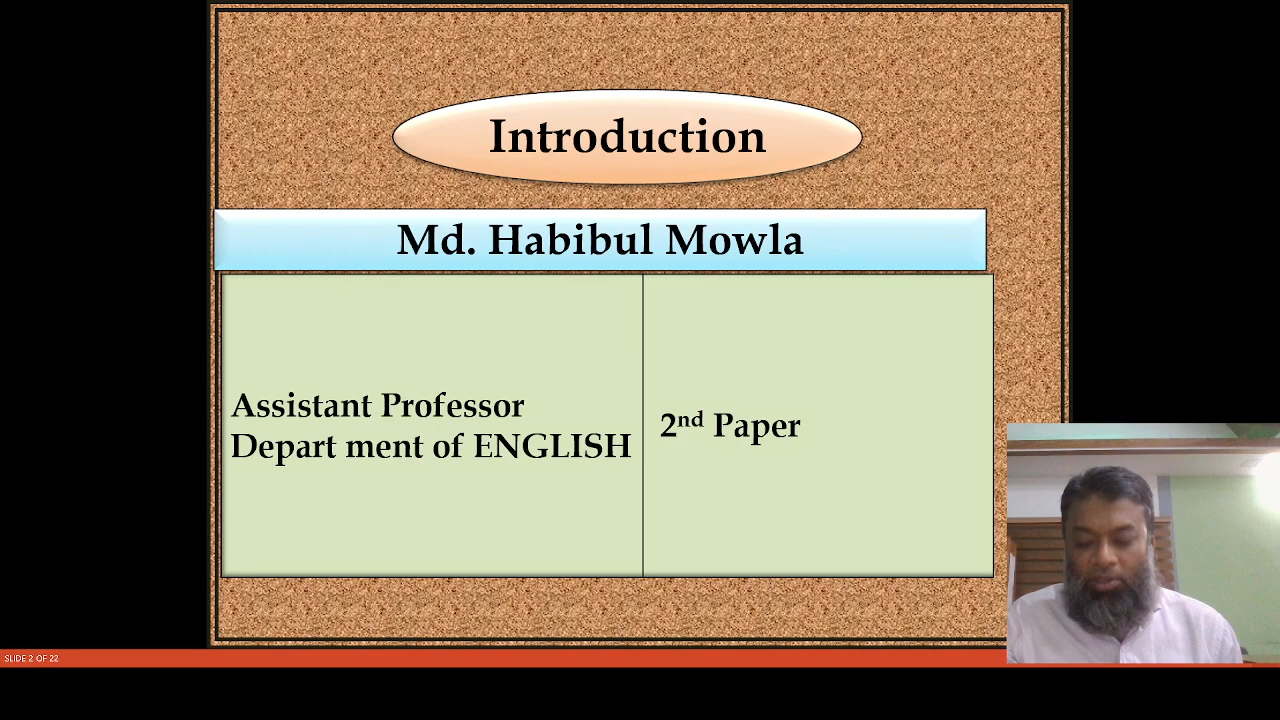 Introduction
Md. Habibul Mowla
Assistant Professor
Depart ment of ENGLISH
2nd Paper
SLIDE 2 OF 22